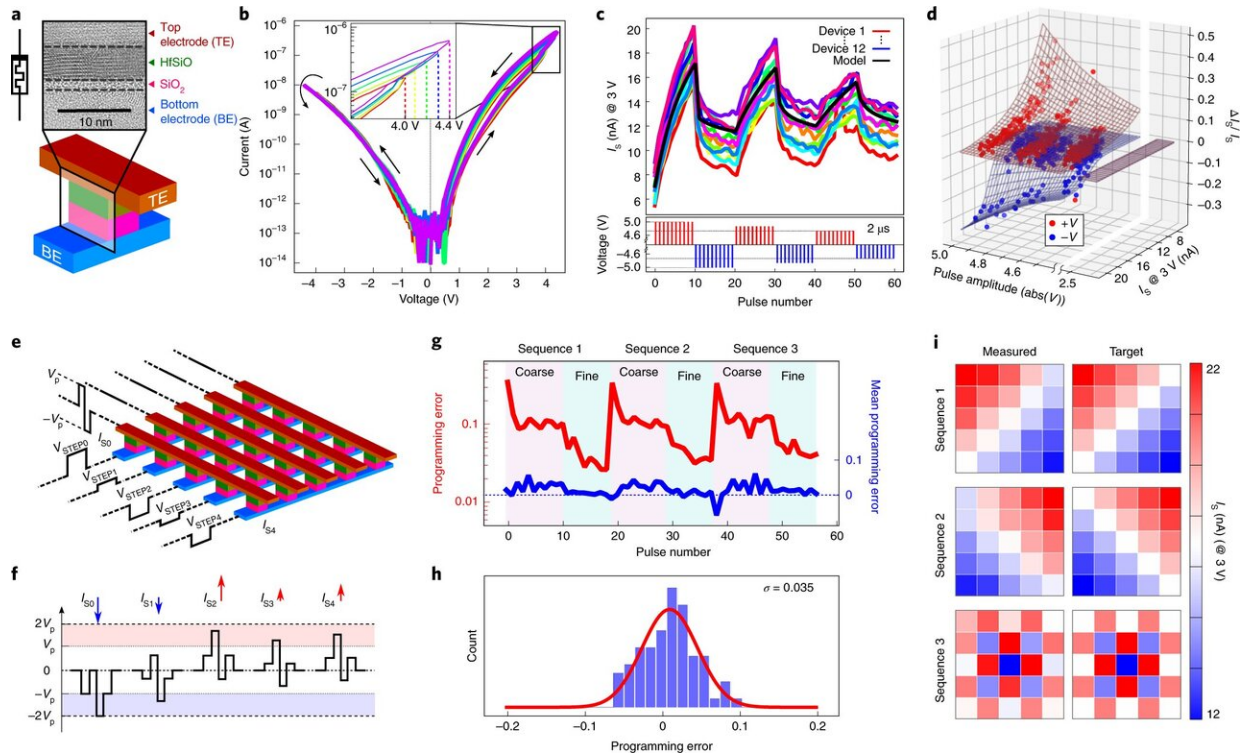 a
Top
electrode (TE)
HfSiO
SiO2
Bottom
electrode (BE)
10 nm
TE
BE
b
10−6
10−7
10−8
10−9
10−10
10−11
10−12
10−13
10−14
Current (A)
10−6
10−7
4.0 V
4.4 V
−4 −3 −2 −1 0 1 2 3 4
Voltage (V)
c
20
18
16
14
12
10
8
6
IS (nA) @ 3 V
Device 1
Device 12
Model
5.0
4.6
−4.6
−5.0
Voltage (V)
2 µs
0 10 20 30 40 50 60
Pulse number
d
0.5
0.4
0.3
0.2
0.1
0
−0.1
−0.2
−0.3
ΔIS/IS
+V
−V
5.0
4.8
4.6
2.5
Pulse amplitude (abs(V))
20
16
12
8
IS @ 3 V (nA)
e
Vp
−Vp
IS0
VSTEP0
VSTEP1
VSTEP2
VSTEP3
VSTEP4
IS4
f
IS0 IS1 IS2 IS3 IS4
2Vp
Vp
0
−Vp
−2Vp
g
Sequence 1 Sequence 2 Sequence 3
Coarse Fine Coarse Fine Coarse Fine
0.1
0.01
Programming error
0.1
0
Mean programming error
0 10 20 30 40 50 60
Pulse number
h
σ = 0.035
Count
−0.2 −0.1 0 0.1 0.2
Programming error
i
Measured Target
Sequence 1
Sequence 2
Sequence 3
22
12
IS (nA) (@ 3 V)